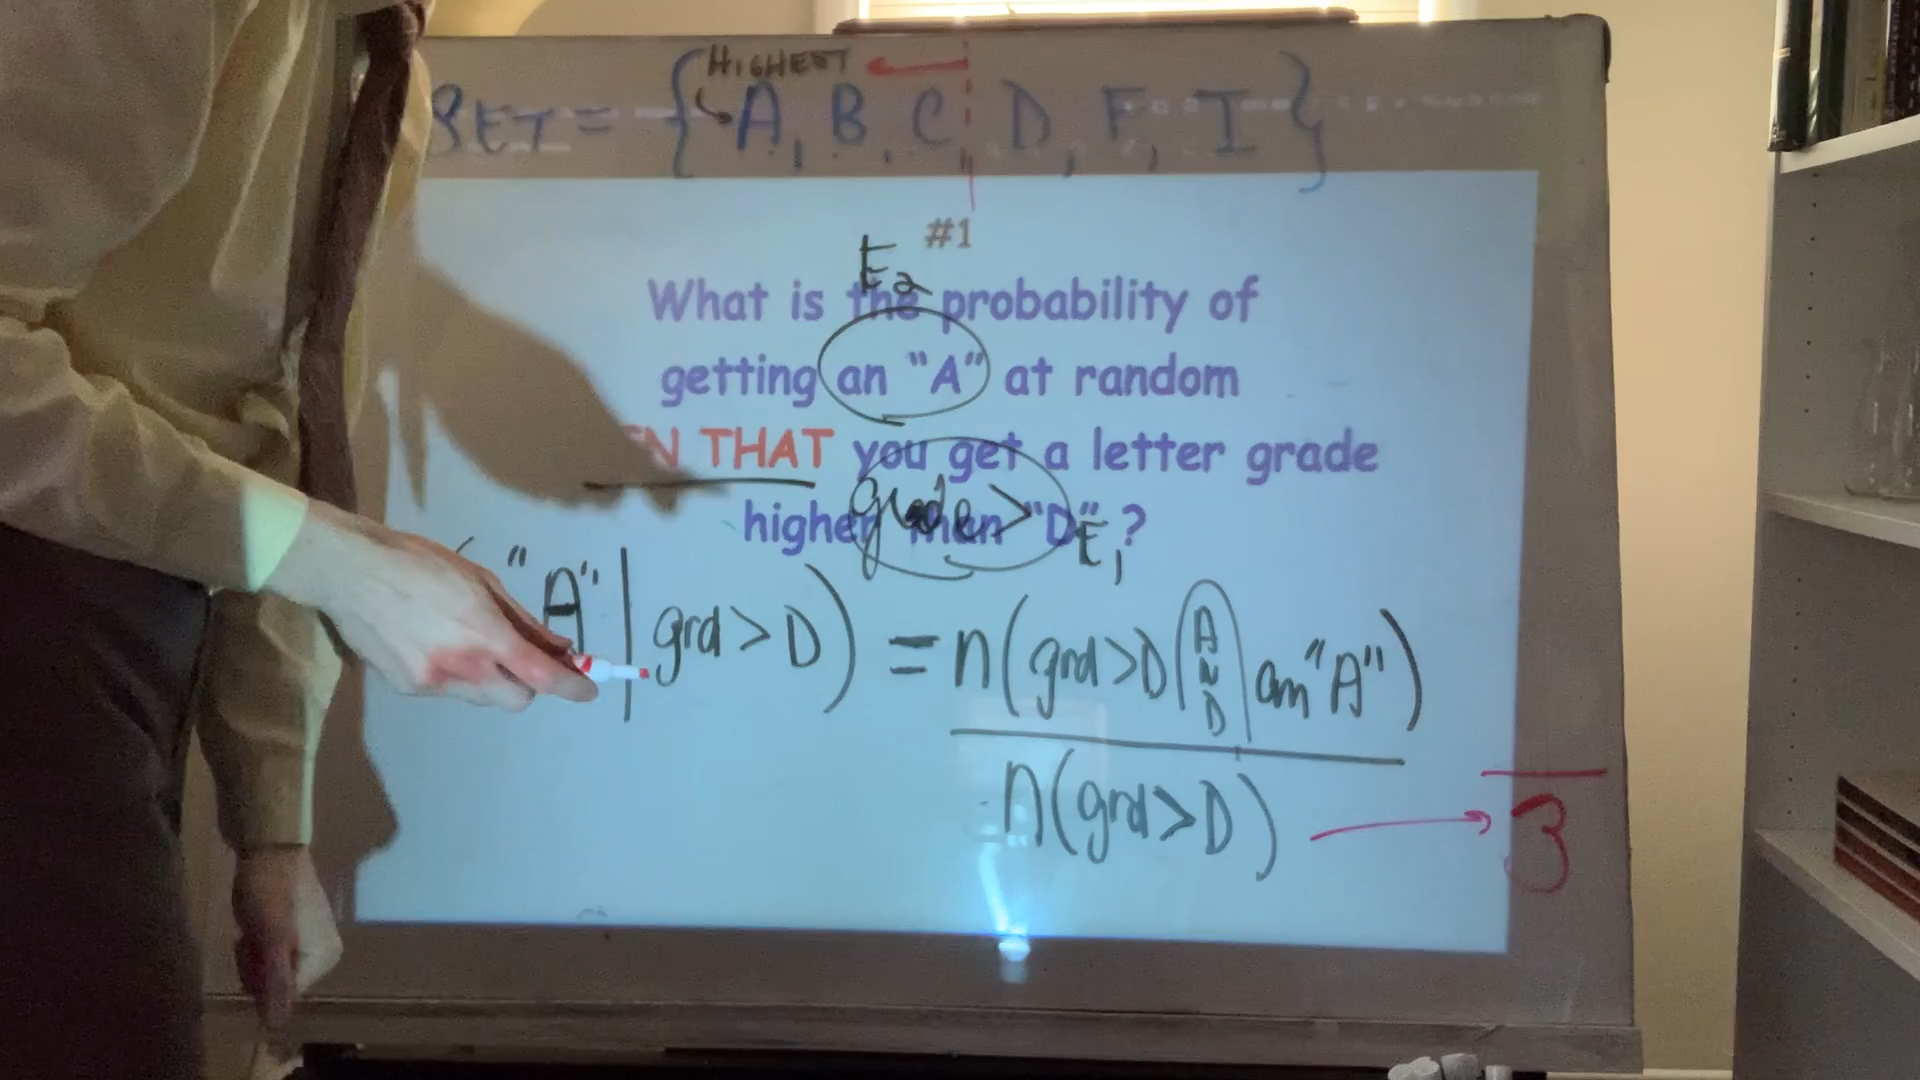 HIGHEST
SET = { A, B, C, D, F, I }
#1
E2
What is the probability of
getting an "A" at random
EN THAT you get a letter grade
grade >
higher than "D" ?
E1
( "A" | grd > D ) = n( grd > D AND an "A" )
n( grd > D )
3